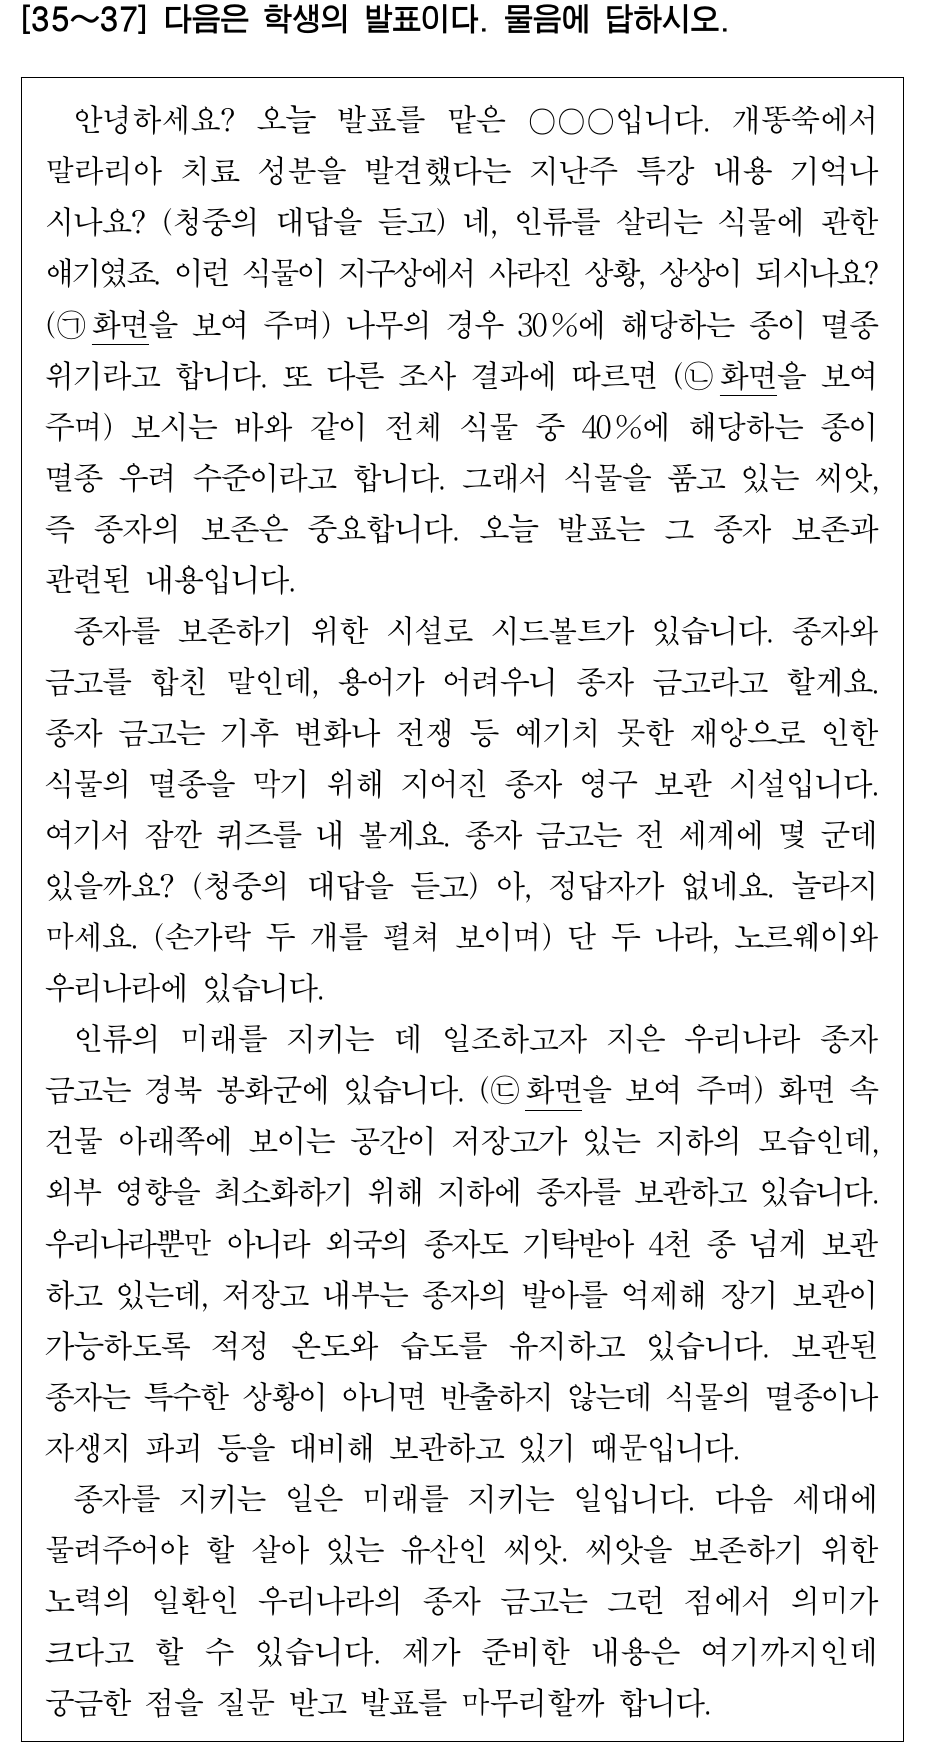 [35～37] 다음은 학생의 발표이다. 물음에 답하시오.
안녕하세요? 오늘 발표를 맡은 ○○○입니다. 개똥쑥에서
말라리아 치료 성분을 발견했다는 지난주 특강 내용 기억나
시나요? (청중의 대답을 듣고) 네, 인류를 살리는 식물에 관한
얘기였죠. 이런 식물이 지구상에서 사라진 상황, 상상이 되시나요?
(㉠화면을 보여 주며) 나무의 경우 30%에 해당하는 종이 멸종
위기라고 합니다. 또 다른 조사 결과에 따르면 (㉡화면을 보여
주며) 보시는 바와 같이 전체 식물 중 40%에 해당하는 종이
멸종 우려 수준이라고 합니다. 그래서 식물을 품고 있는 씨앗,
즉 종자의 보존은 중요합니다. 오늘 발표는 그 종자 보존과
관련된 내용입니다.
종자를 보존하기 위한 시설로 시드볼트가 있습니다. 종자와
금고를 합친 말인데, 용어가 어려우니 종자 금고라고 할게요.
종자 금고는 기후 변화나 전쟁 등 예기치 못한 재앙으로 인한
식물의 멸종을 막기 위해 지어진 종자 영구 보관 시설입니다.
여기서 잠깐 퀴즈를 내 볼게요. 종자 금고는 전 세계에 몇 군데
있을까요? (청중의 대답을 듣고) 아, 정답자가 없네요. 놀라지
마세요. (손가락 두 개를 펼쳐 보이며) 단 두 나라, 노르웨이와
우리나라에 있습니다.
인류의 미래를 지키는 데 일조하고자 지은 우리나라 종자
금고는 경북 봉화군에 있습니다. (㉢화면을 보여 주며) 화면 속
건물 아래쪽에 보이는 공간이 저장고가 있는 지하의 모습인데,
외부 영향을 최소화하기 위해 지하에 종자를 보관하고 있습니다.
우리나라뿐만 아니라 외국의 종자도 기탁받아 4천 종 넘게 보관
하고 있는데, 저장고 내부는 종자의 발아를 억제해 장기 보관이
가능하도록 적정 온도와 습도를 유지하고 있습니다. 보관된
종자는 특수한 상황이 아니면 반출하지 않는데 식물의 멸종이나
자생지 파괴 등을 대비해 보관하고 있기 때문입니다.
종자를 지키는 일은 미래를 지키는 일입니다. 다음 세대에
물려주어야 할 살아 있는 유산인 씨앗. 씨앗을 보존하기 위한
노력의 일환인 우리나라의 종자 금고는 그런 점에서 의미가
크다고 할 수 있습니다. 제가 준비한 내용은 여기까지인데
궁금한 점을 질문 받고 발표를 마무리할까 합니다.